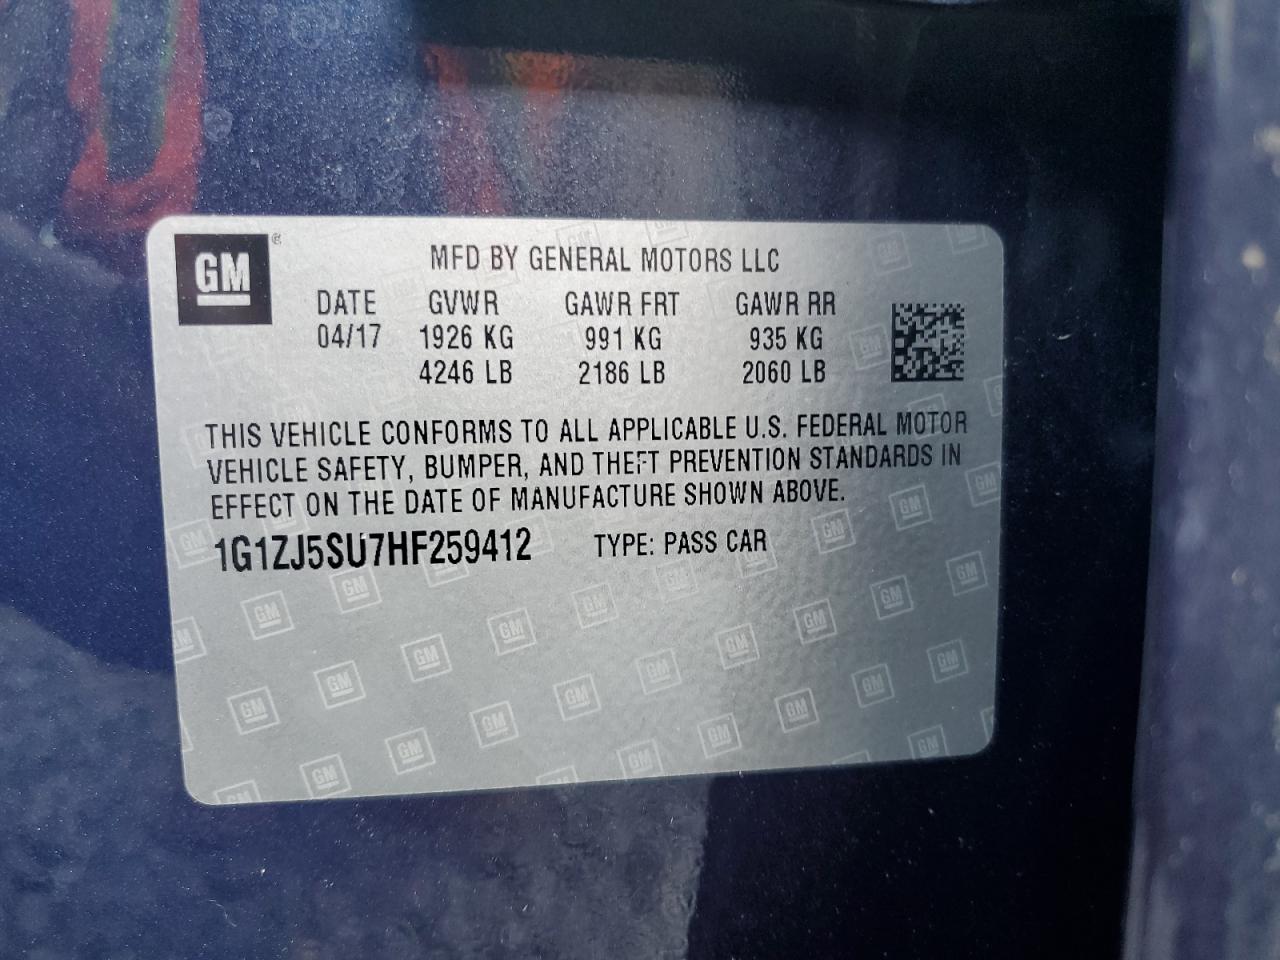 GM
MFD BY GENERAL MOTORS LLC
DATE GVWR GAWR FRT GAWR RR
04/17 1926 KG 991 KG 935 KG
4246 LB 2186 LB 2060 LB
THIS VEHICLE CONFORMS TO ALL APPLICABLE U.S. FEDERAL MOTOR
VEHICLE SAFETY, BUMPER, AND THEFT PREVENTION STANDARDS IN
EFFECT ON THE DATE OF MANUFACTURE SHOWN ABOVE.
1G1ZJ5SU7HF259412 TYPE: PASS CAR